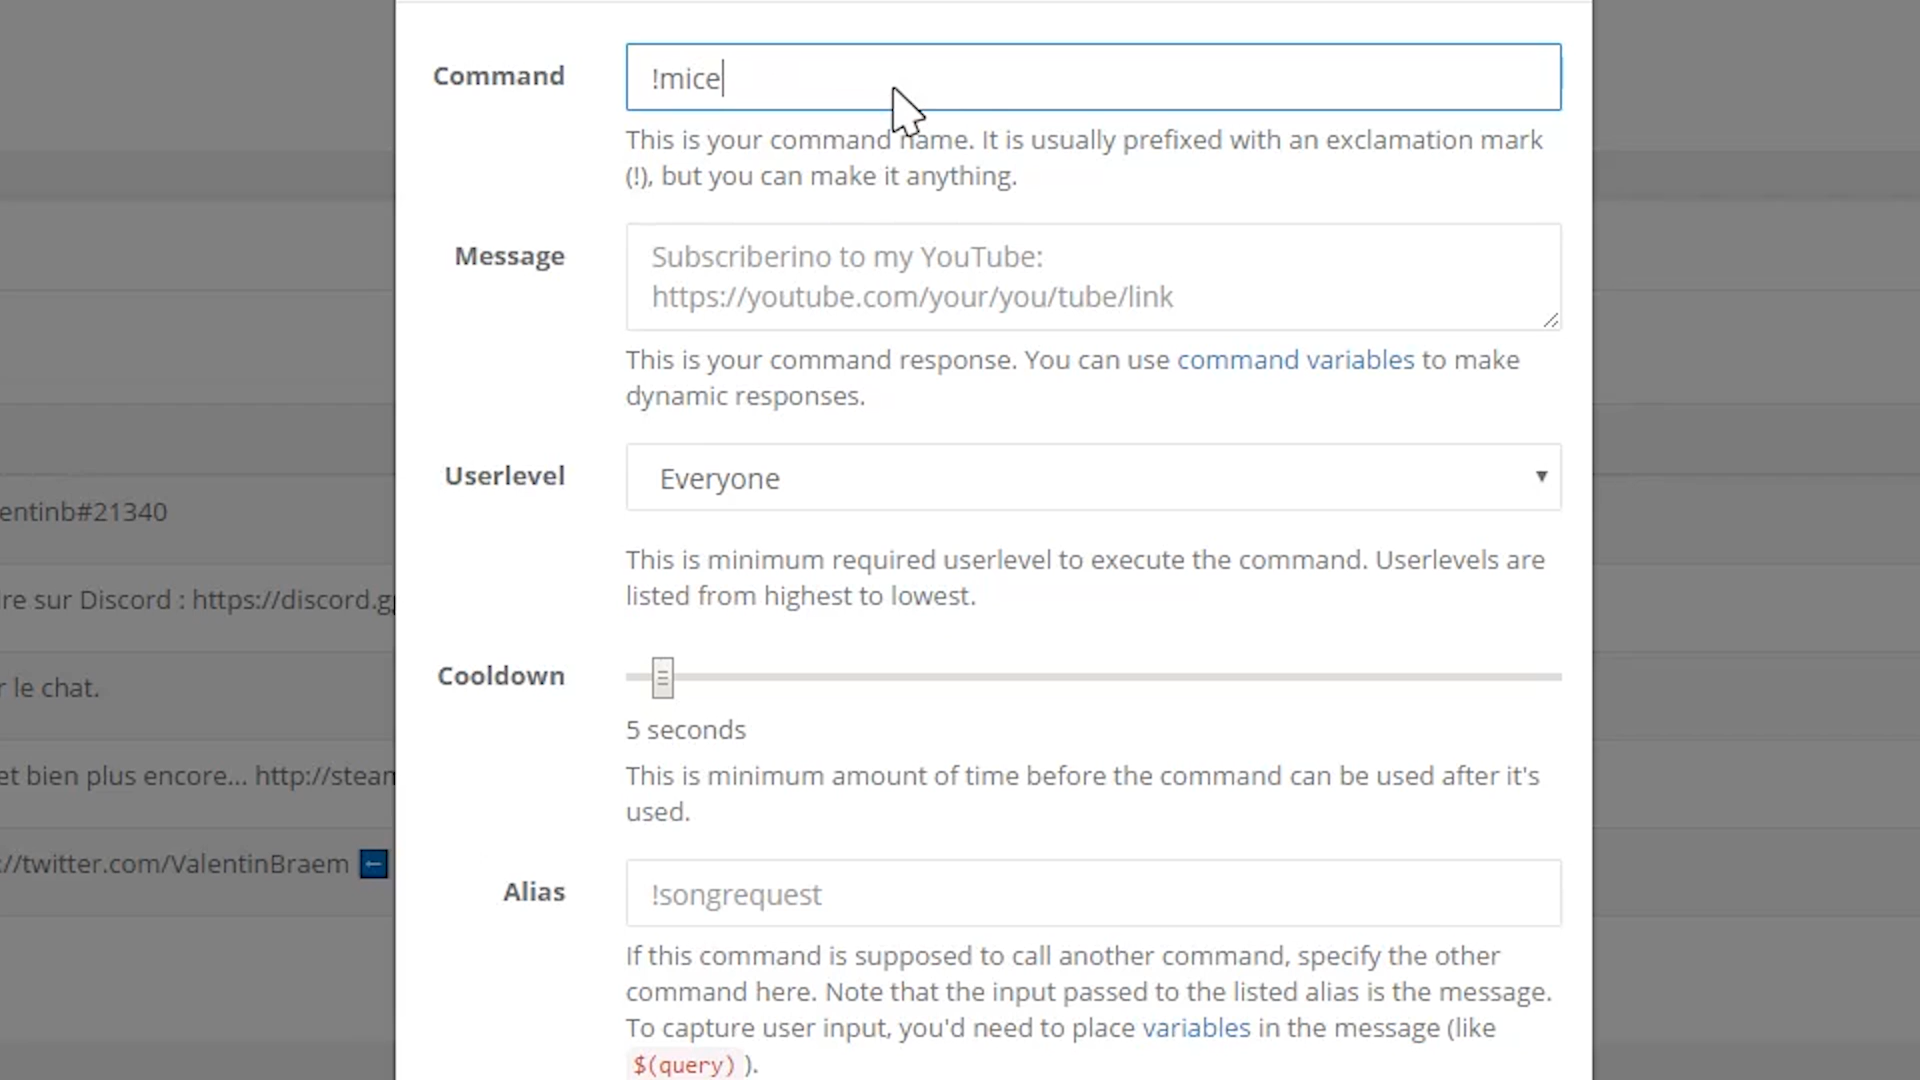 Command
!mice
This is your command name. It is usually prefixed with an exclamation mark
(!), but you can make it anything.
Message
Subscriberino to my YouTube:
https://youtube.com/your/you/tube/link
This is your command response. You can use command variables to make
dynamic responses.
Userlevel
Everyone
This is minimum required userlevel to execute the command. Userlevels are
listed from highest to lowest.
Cooldown
5 seconds
This is minimum amount of time before the command can be used after it's
used.
Alias
!songrequest
If this command is supposed to call another command, specify the other
command here. Note that the input passed to the listed alias is the message.
To capture user input, you'd need to place variables in the message (like
$(query) ).
entinb#21340
re sur Discord : https://discord.g
r le chat.
et bien plus encore... http://stean
://twitter.com/ValentinBraem